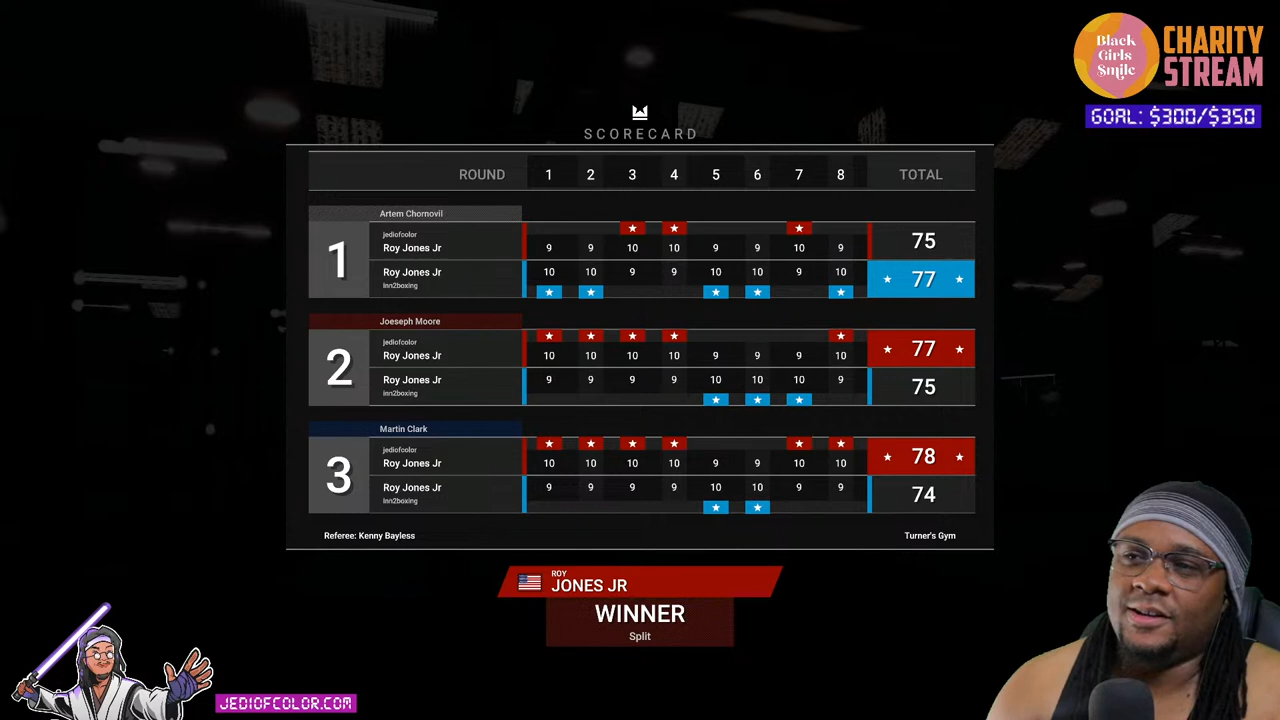 Black
Girls
Smile
CHARITY
STREAM
GOAL: $300/$350
SCORECARD
ROUND 1 2 3 4 5 6 7 8 TOTAL
Artem Chornovil
1
jediofcolor
Roy Jones Jr 9 9 10 10 9 9 10 9 75
Roy Jones Jr 10 10 9 9 10 10 9 10 77
Inn2boxing
Joeseph Moore
2
jediofcolor
Roy Jones Jr 10 10 10 10 9 9 9 10 77
Roy Jones Jr 9 9 9 9 10 10 10 9 75
Inn2boxing
Martin Clark
3
jediofcolor
Roy Jones Jr 10 10 10 10 9 9 10 10 78
Roy Jones Jr 9 9 9 9 10 10 9 9 74
Inn2boxing
Referee: Kenny Bayless Turner's Gym
ROY
JONES JR
WINNER
Split
JEDIOFCOLOR.COM